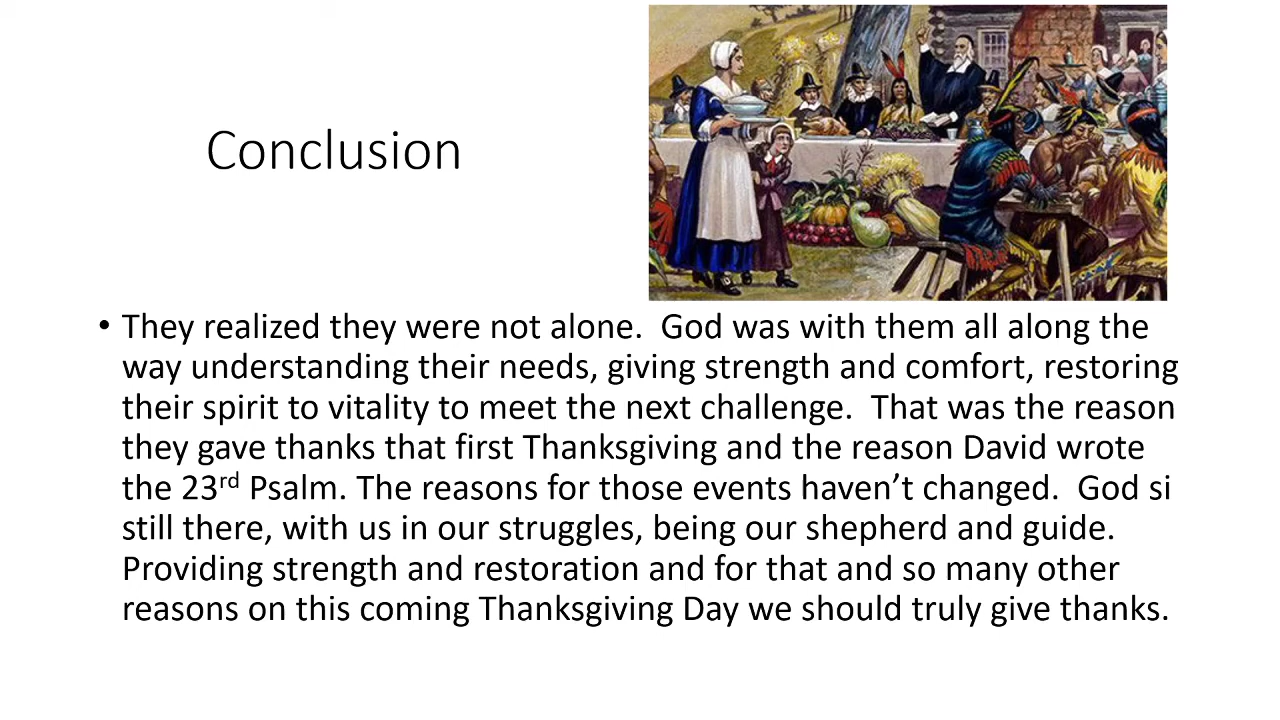 Conclusion
• They realized they were not alone.  God was with them all along the
way understanding their needs, giving strength and comfort, restoring
their spirit to vitality to meet the next challenge.  That was the reason
they gave thanks that first Thanksgiving and the reason David wrote
the 23rd Psalm. The reasons for those events haven’t changed.  God si
still there, with us in our struggles, being our shepherd and guide.
Providing strength and restoration and for that and so many other
reasons on this coming Thanksgiving Day we should truly give thanks.